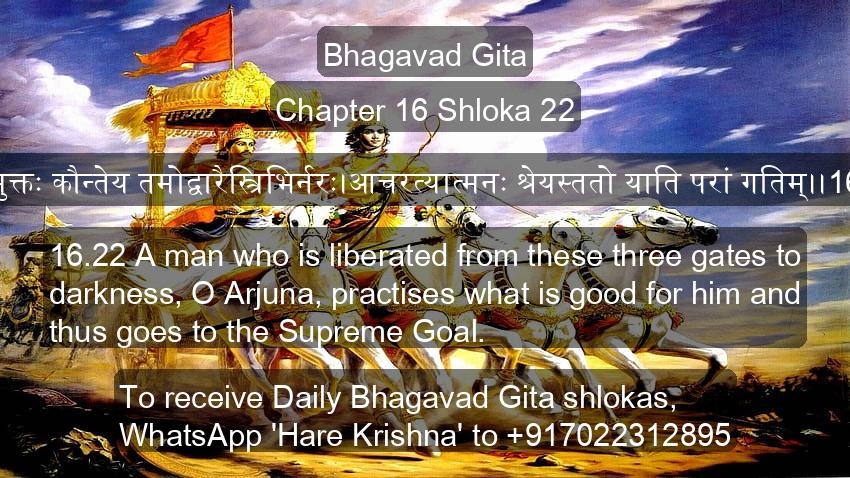 Bhagavad Gita
Chapter 16 Shloka 22
कौन्तेय तमोद्वारैस्त्रिभिर्नरः।आचरत्यात्मनः श्रेयस्ततो याति परां गतिम्।।16
16.22 A man who is liberated from these three gates to
darkness, O Arjuna, practises what is good for him and
thus goes to the Supreme Goal.
To receive Daily Bhagavad Gita shlokas,
WhatsApp 'Hare Krishna' to +917022312895